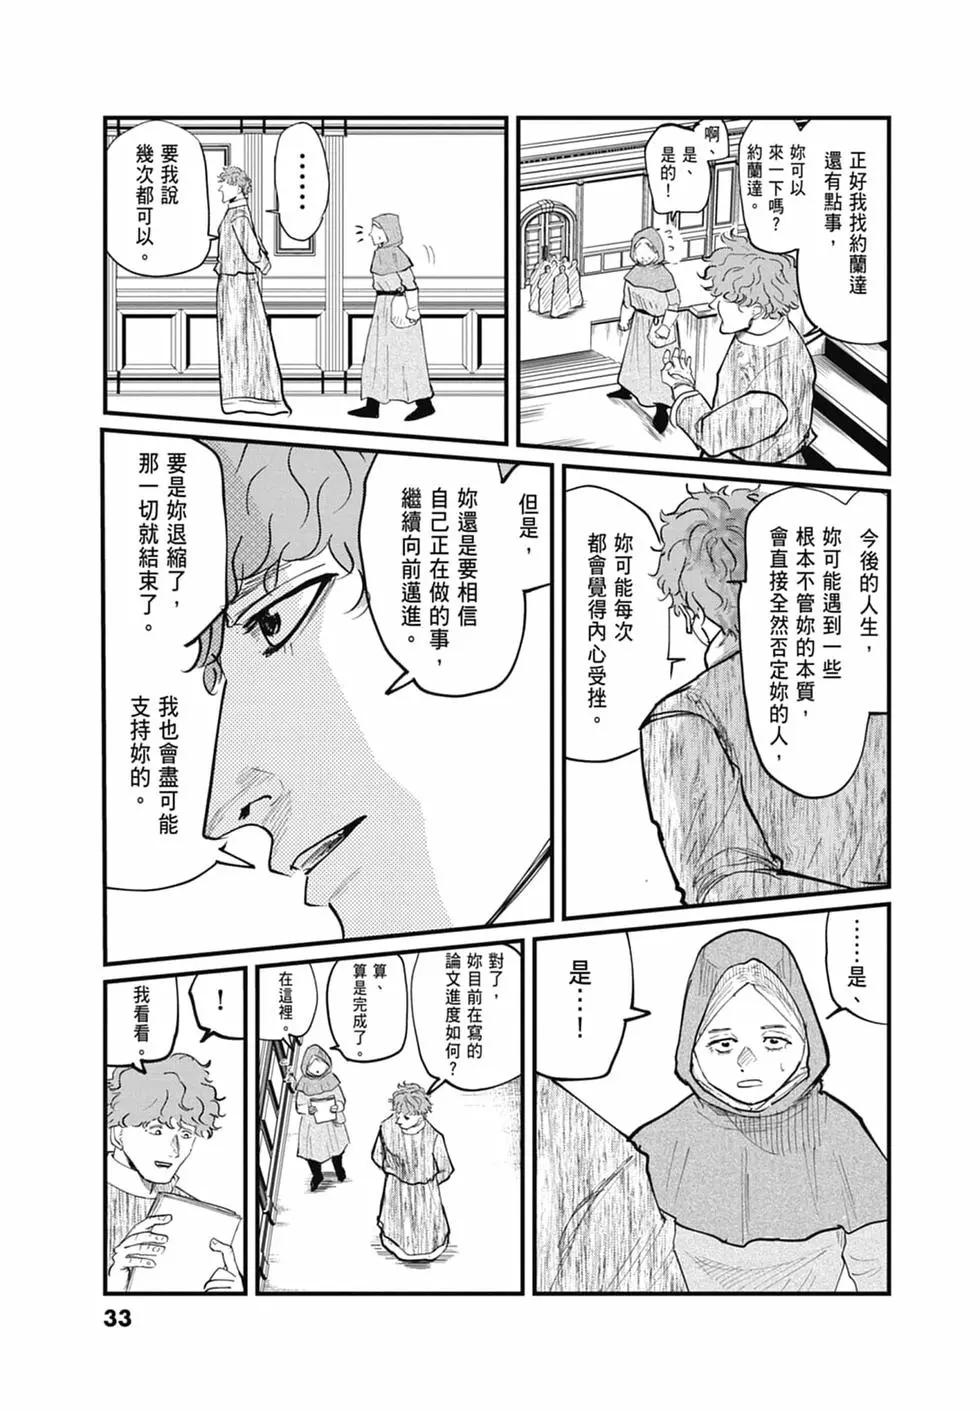 正好我找約蘭達
還有點事，
妳可以
來一下嗎？
約蘭達。
啊、
是、
是的！
……
要我說
幾次都可以。
今後的人生，
妳可能遇到一些
根本不管妳的本質，
會直接全然否定妳的人，
妳可能每次
都會覺得內心受挫。
但是，
妳還是要相信
自己正在做的事，
繼續向前邁進。
要是妳退縮了，
那一切就結束了。
我也會盡可能
支持妳的。
……是、
是…！
對了，
妳目前在寫的
論文進度如何？
算、
算是完成了。
在這裡。
！
我看看。
33